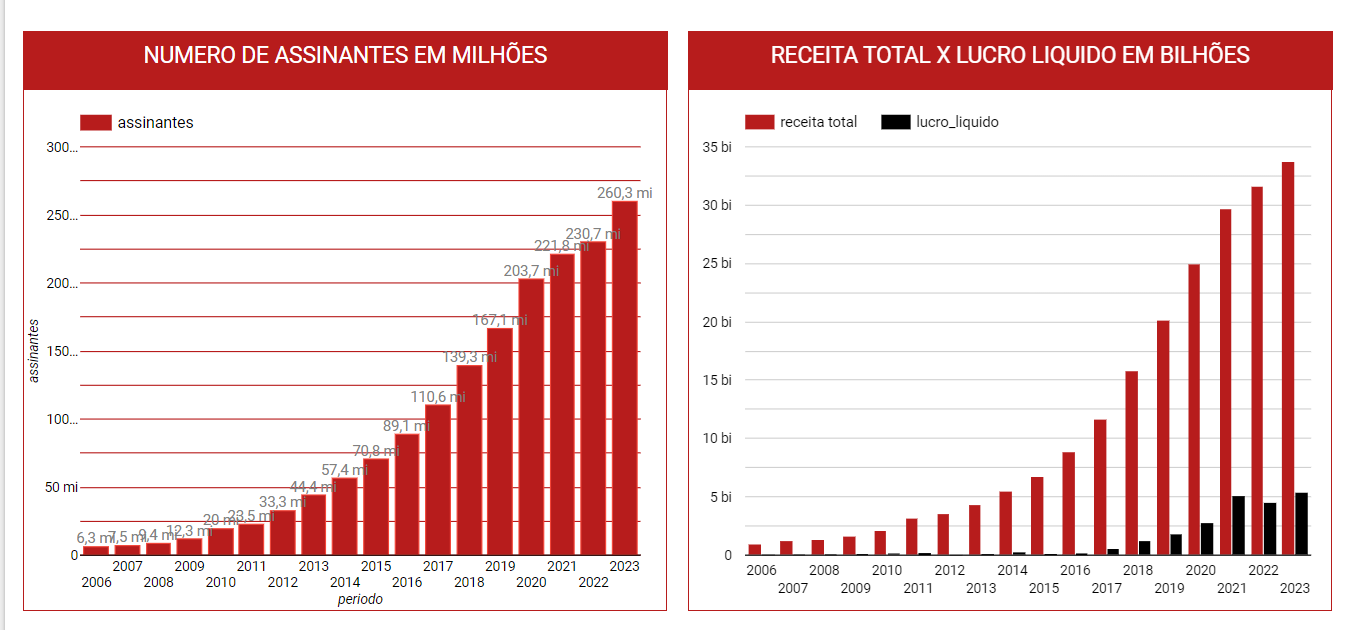 NUMERO DE ASSINANTES EM MILHÕES
assinantes
300...
250...
200...
150...
100...
50 mi
0
assinantes
6,3 mi
7,5 mi
9,4 mi
12,3 mi
20 mi
23,5 mi
33,3 mi
44,4 mi
57,4 mi
70,8 mi
89,1 mi
110,6 mi
139,3 mi
167,1 mi
203,7 mi
221,8 mi
230,7 mi
260,3 mi
2007 2009 2011 2013 2015 2017 2019 2021 2023
2006 2008 2010 2012 2014 2016 2018 2020 2022
periodo
RECEITA TOTAL X LUCRO LIQUIDO EM BILHÕES
receita total lucro_liquido
35 bi
30 bi
25 bi
20 bi
15 bi
10 bi
5 bi
0
2006 2008 2010 2012 2014 2016 2018 2020 2022
2007 2009 2011 2013 2015 2017 2019 2021 2023